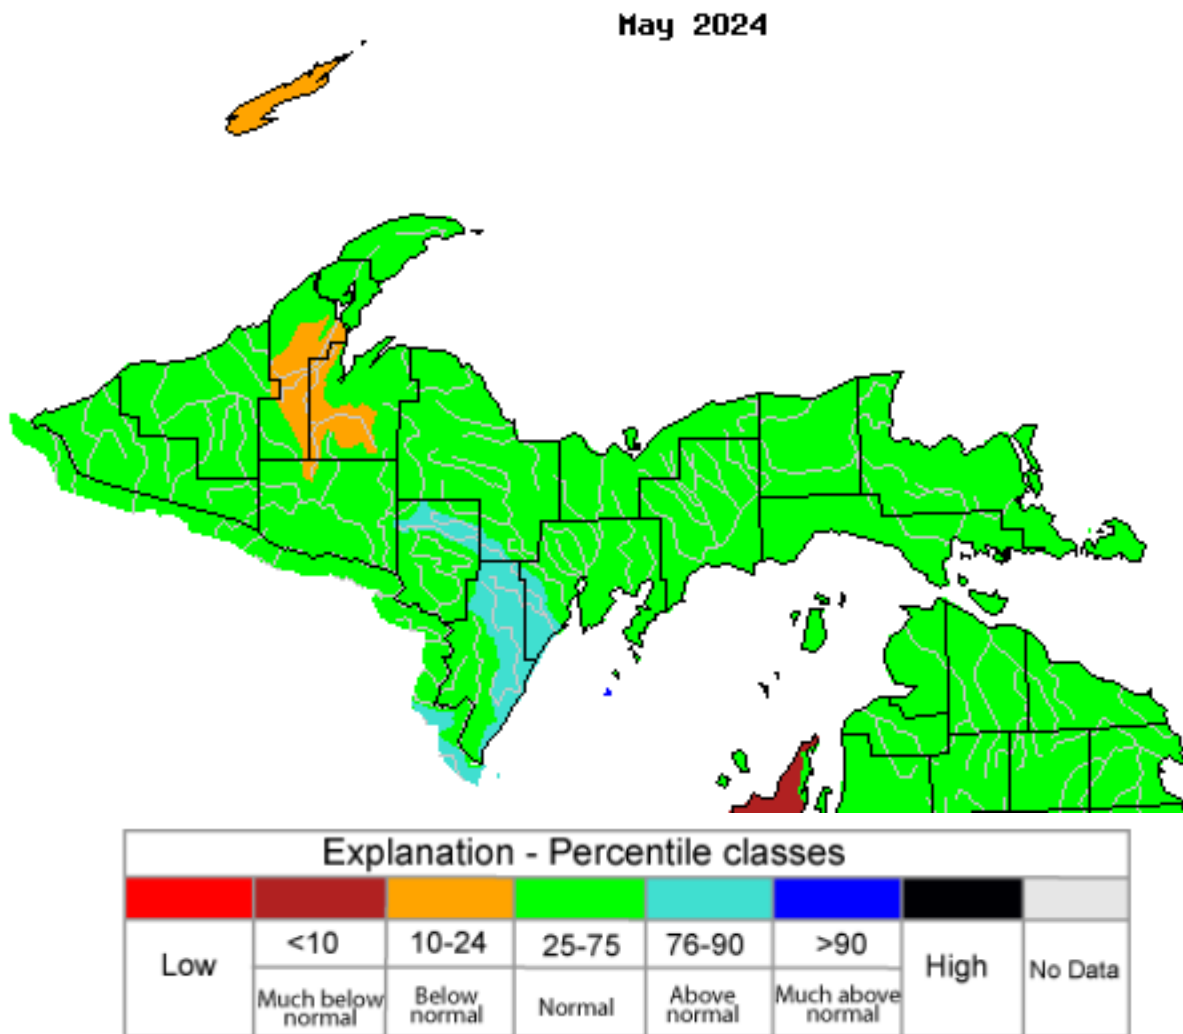 May 2024
Explanation - Percentile classes
<10 10-24 25-75 76-90 >90
Low High No Data
Much below normal Below normal Normal Above normal Much above normal